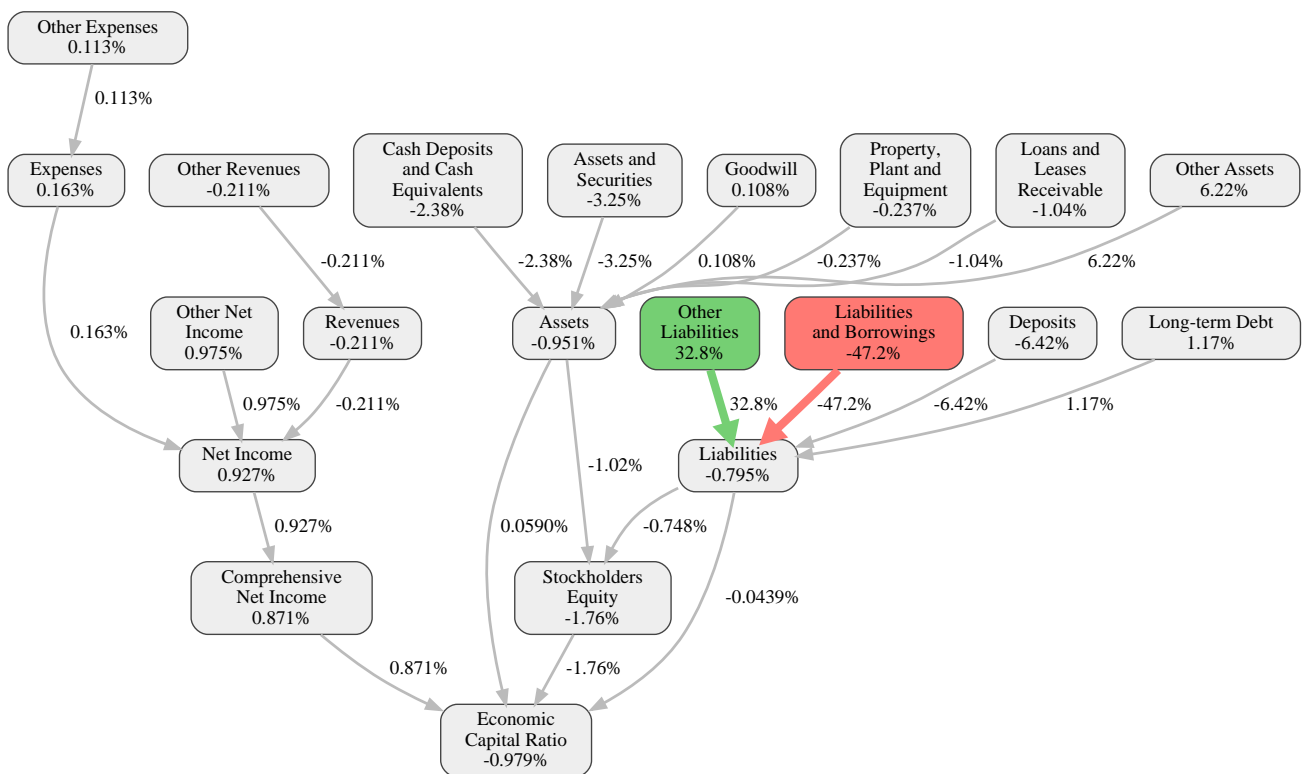 Other Expenses
0.113%
0.113%
Expenses
0.163%
Other Revenues
-0.211%
Cash Deposits
and Cash
Equivalents
-2.38%
Assets and
Securities
-3.25%
Goodwill
0.108%
Property,
Plant and
Equipment
-0.237%
Loans and
Leases
Receivable
-1.04%
Other Assets
6.22%
-0.211%
-2.38%
-3.25%
0.108%
-0.237%
-1.04%
6.22%
0.163%
Other Net
Income
0.975%
Revenues
-0.211%
Assets
-0.951%
Other
Liabilities
32.8%
Liabilities
and Borrowings
-47.2%
Deposits
-6.42%
Long-term Debt
1.17%
0.975%
-0.211%
32.8%
-47.2%
-6.42%
1.17%
Net Income
0.927%
-1.02%
Liabilities
-0.795%
0.927%
0.0590%
-0.748%
Comprehensive
Net Income
0.871%
Stockholders
Equity
-1.76%
-0.0439%
0.871%
-1.76%
Economic
Capital Ratio
-0.979%